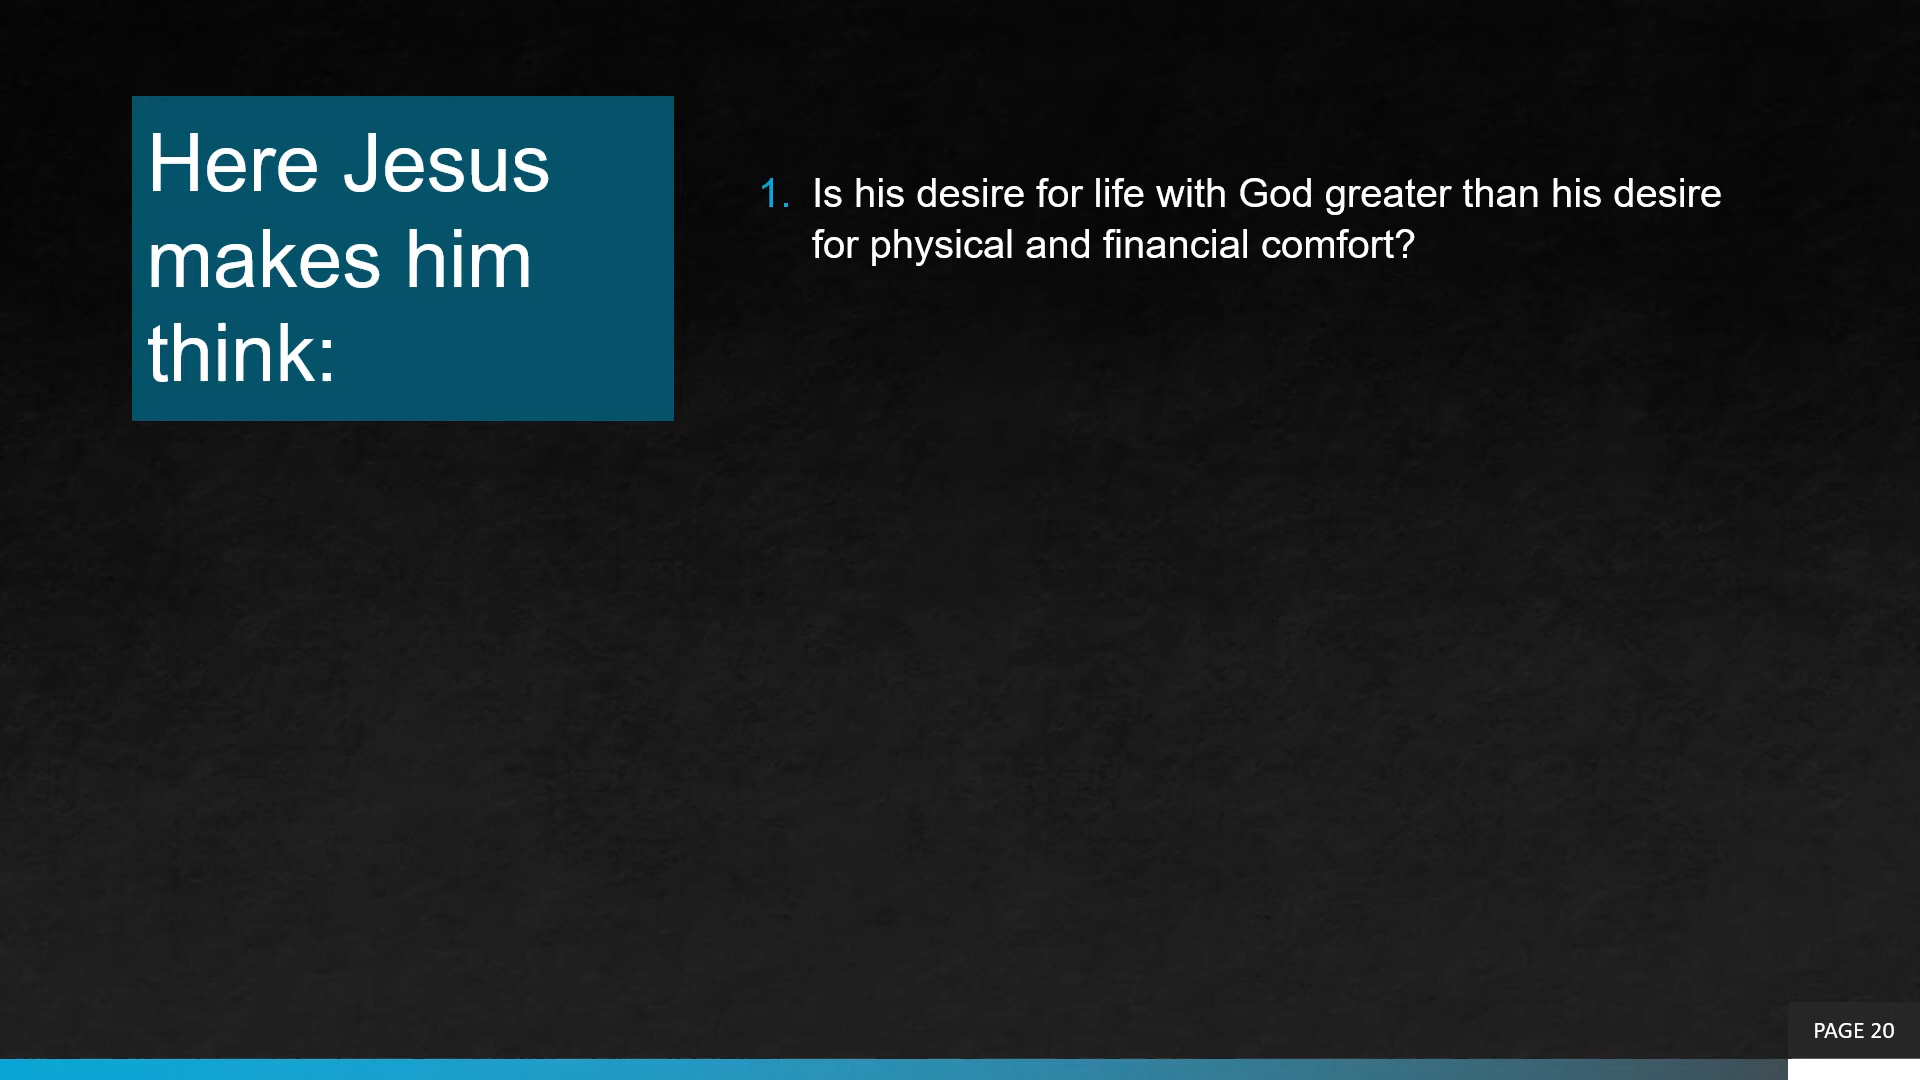 Here Jesus
makes him
think:
1. Is his desire for life with God greater than his desire
for physical and financial comfort?
PAGE 20